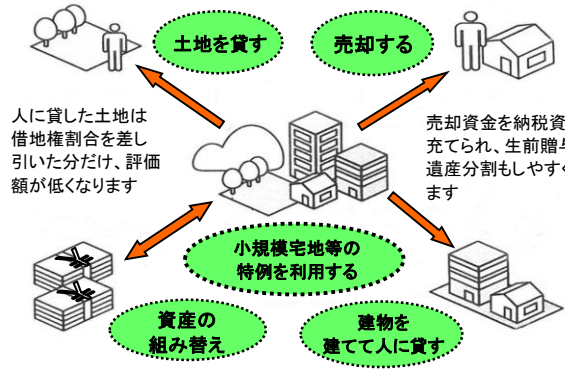 土地を貸す
売却する
人に貸した土地は
借地権割合を差し
引いた分だけ、評価
額が低くなります
売却資金を納税資
充てられ、生前贈与
遺産分割もしやすく
ます
小規模宅地等の
特例を利用する
資産の
組み替え
建物を
建てて人に貸す